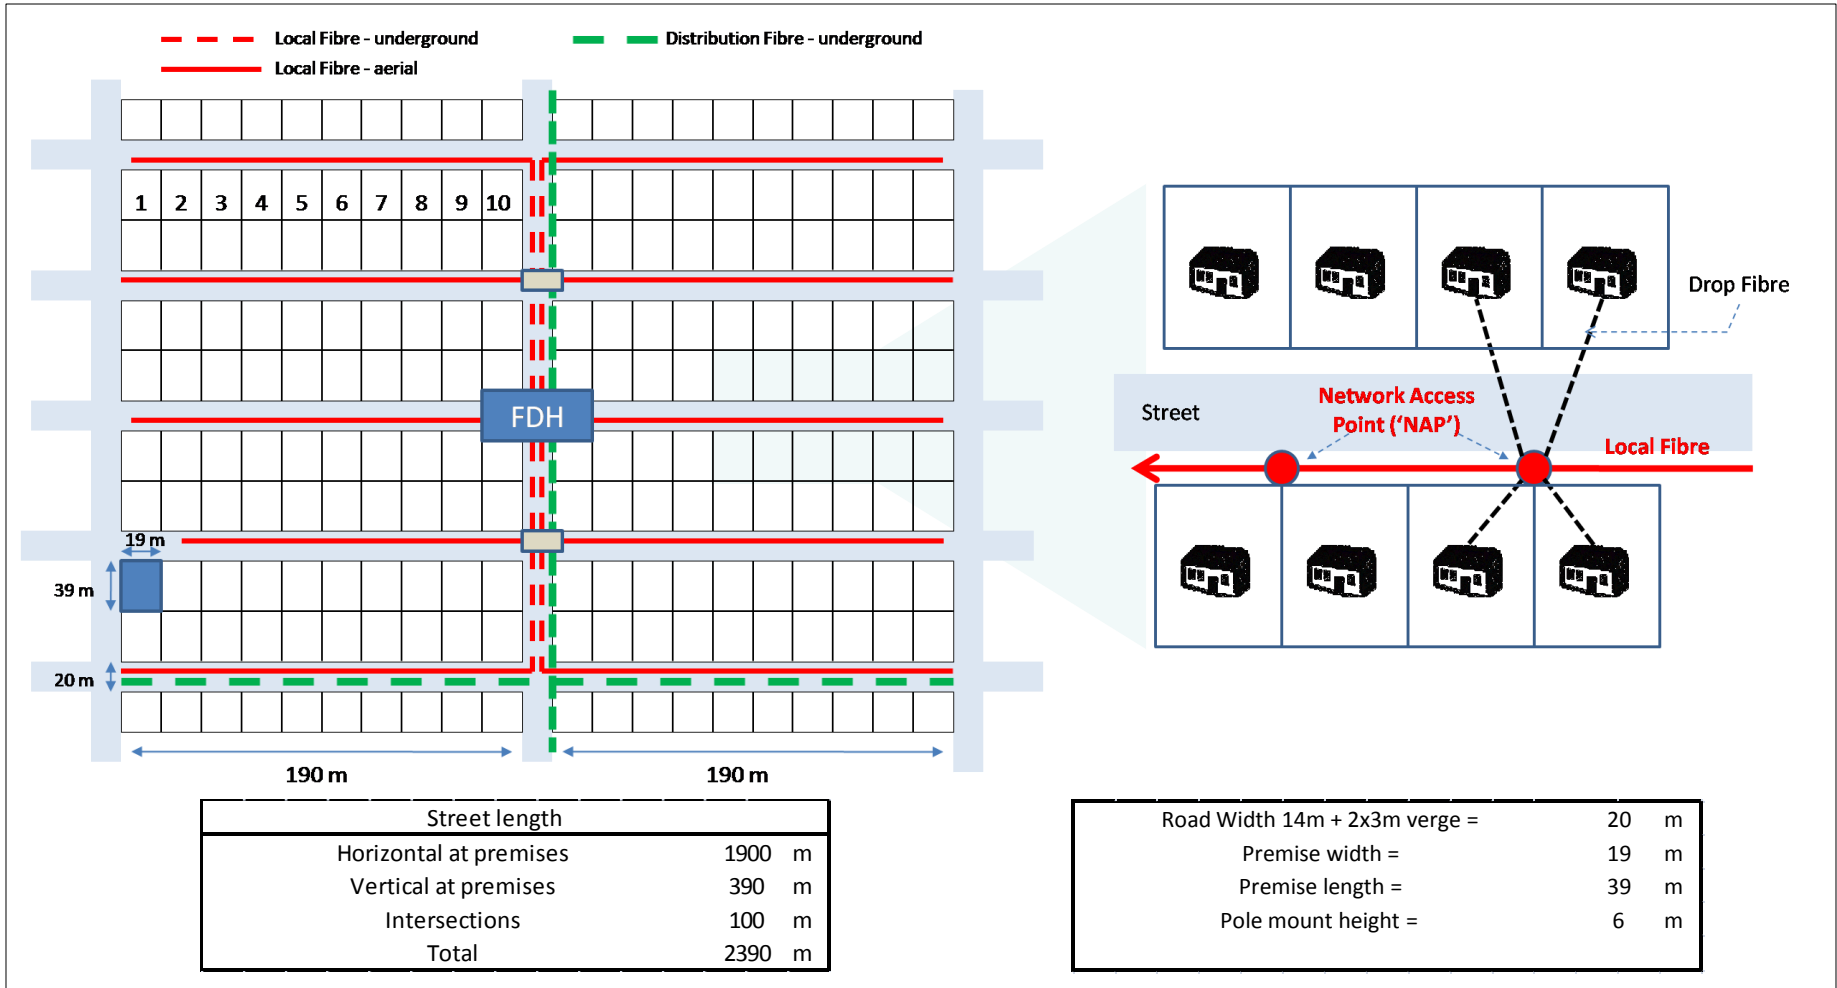 Local Fibre - underground
Distribution Fibre - underground
Local Fibre - aerial
1 2 3 4 5 6 7 8 9 10
FDH
19 m
39 m
20 m
190 m
190 m
Drop Fibre
Network Access
Point ('NAP')
Street
Local Fibre
Street length
Horizontal at premises 1900 m
Vertical at premises 390 m
Intersections 100 m
Total 2390 m
Road Width 14m + 2x3m verge = 20 m
Premise width = 19 m
Premise length = 39 m
Pole mount height = 6 m